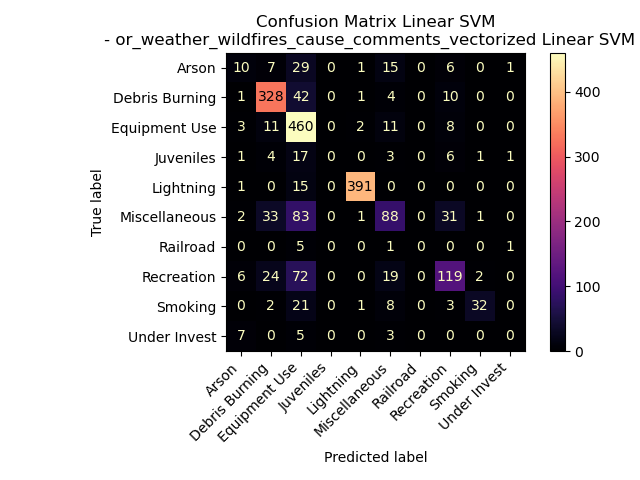 Confusion Matrix Linear SVM
- or_weather_wildfires_cause_comments_vectorized Linear SVM
True label
Arson 10 7 29 0 1 15 0 6 0 1
Debris Burning 1 328 42 0 1 4 0 10 0 0
Equipment Use 3 11 460 0 2 11 0 8 0 0
Juveniles 1 4 17 0 0 3 0 6 1 1
Lightning 1 0 15 0 391 0 0 0 0 0
Miscellaneous 2 33 83 0 1 88 0 31 1 0
Railroad 0 0 5 0 0 1 0 0 0 1
Recreation 6 24 72 0 0 19 0 119 2 0
Smoking 0 2 21 0 1 8 0 3 32 0
Under Invest 7 0 5 0 0 3 0 0 0 0
Arson
Debris Burning
Equipment Use
Juveniles
Lightning
Miscellaneous
Railroad
Recreation
Smoking
Under Invest
Predicted label
400
300
200
100
0